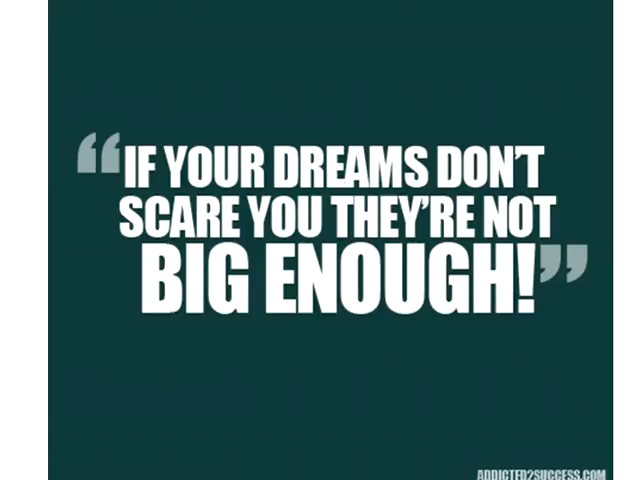 “IF YOUR DREAMS DON'T
SCARE YOU THEY'RE NOT
BIG ENOUGH!”
ADDICTED2SUCCESS.COM